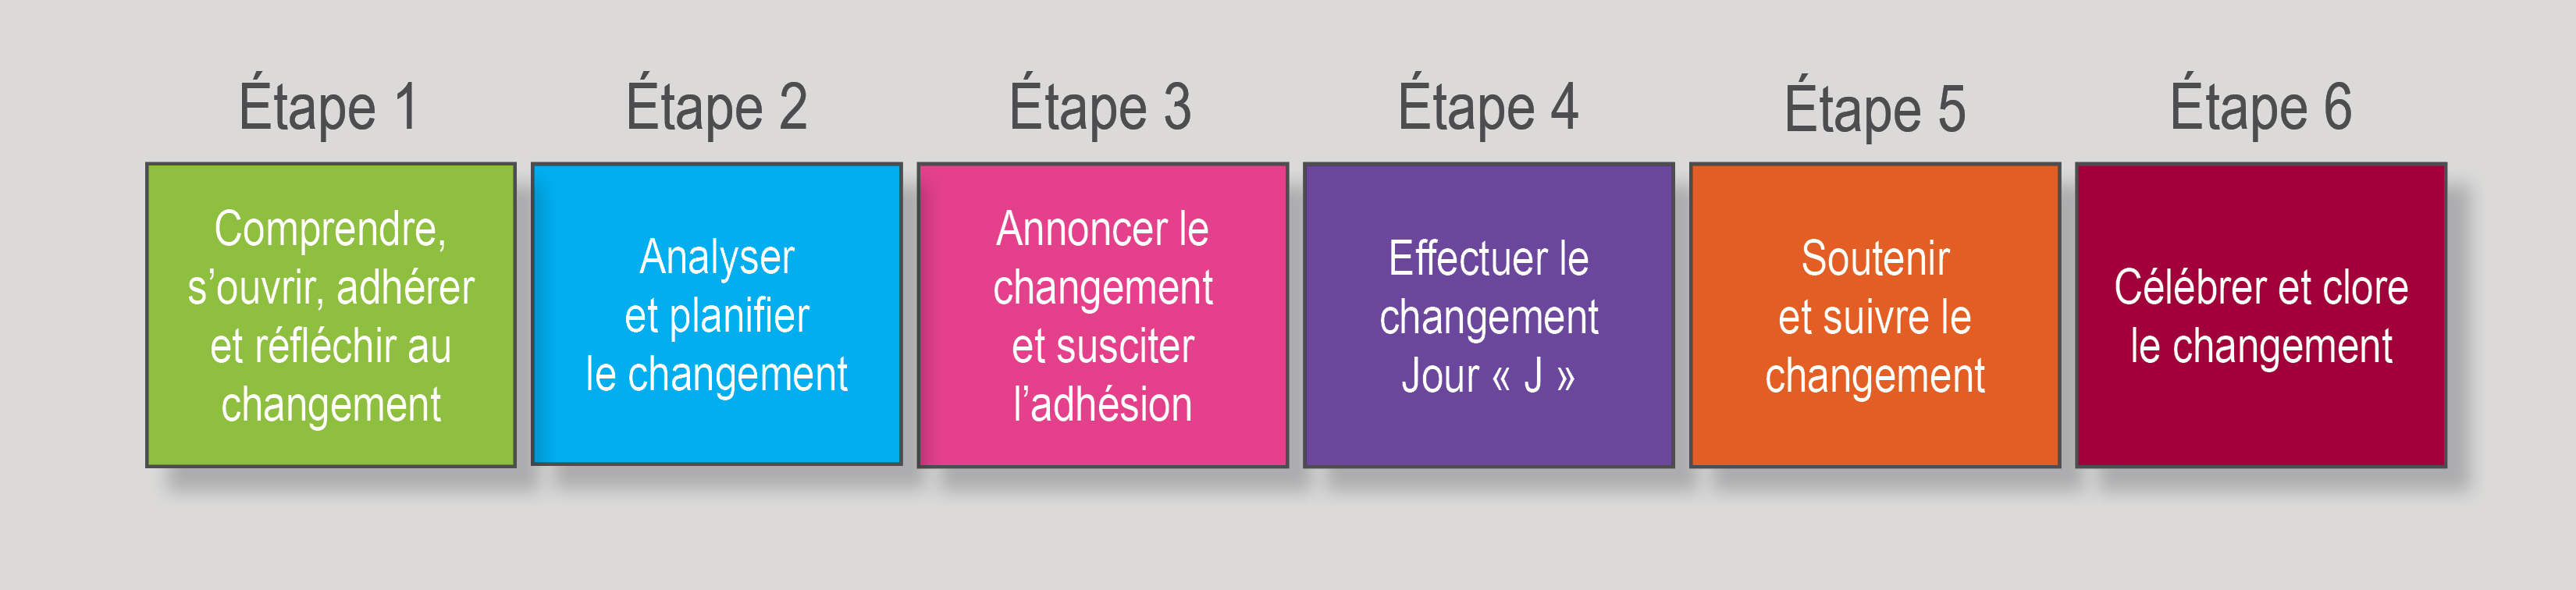 Étape 1
Comprendre,
s’ouvrir, adhérer
et réfléchir au
changement
Étape 2
Analyser
et planifier
le changement
Étape 3
Annoncer le
changement
et susciter
l’adhésion
Étape 4
Effectuer le
changement
Jour « J »
Étape 5
Soutenir
et suivre le
changement
Étape 6
Célébrer et clore
le changement